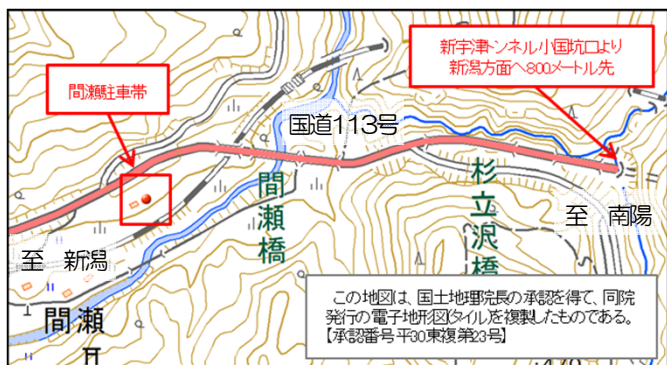 新宇津トンネル小国坑口より
新潟方面へ800メートル先
間瀬駐車帯
国道113号
間瀬橋
杉立沢橋
至 南陽
至 新潟
間瀬
この地図は、国土地理院長の承認を得て、同院
発行の電子地形図(タイル)を複製したものである。
【承認番号 平30東複第23号】